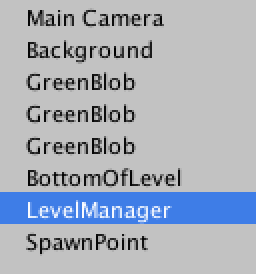 Main Camera
Background
GreenBlob
GreenBlob
GreenBlob
BottomOfLevel
LevelManager
SpawnPoint